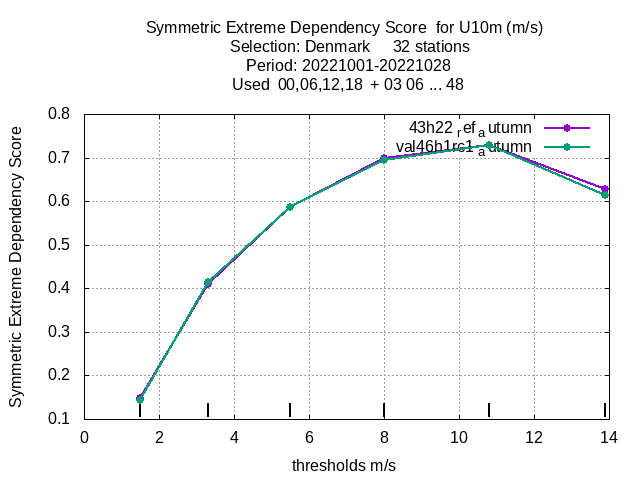 Symmetric Extreme Dependency Score for U10m (m/s)
Selection: Denmark 32 stations
Period: 20221001-20221028
Used 00,06,12,18 + 03 06 ... 48
43h22 ref a utumn
val46h1rc1 a utumn
Symmetric Extreme Dependency Score
0.8
0.7
0.6
0.5
0.4
0.3
0.2
0.1
0 2 4 6 8 10 12 14
thresholds m/s